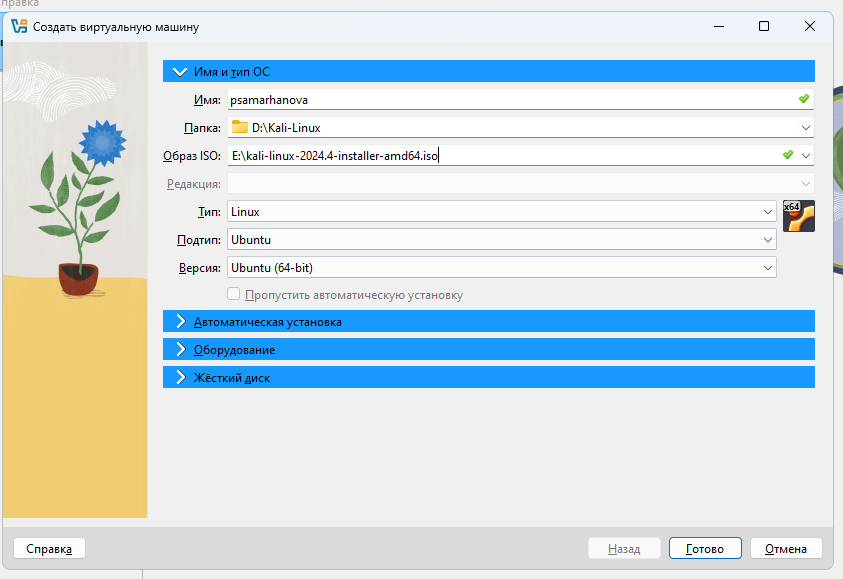 правка
Создать виртуальную машину
Имя и тип ОС
Имя: psamarhanova
Папка: D:\Kali-Linux
Образ ISO: E:\kali-linux-2024.4-installer-amd64.iso
Редакция:
Тип: Linux
x64
Подтип: Ubuntu
Версия: Ubuntu (64-bit)
Пропустить автоматическую установку
Автоматическая установка
Оборудование
Жёсткий диск
Справка Назад Готово Отмена